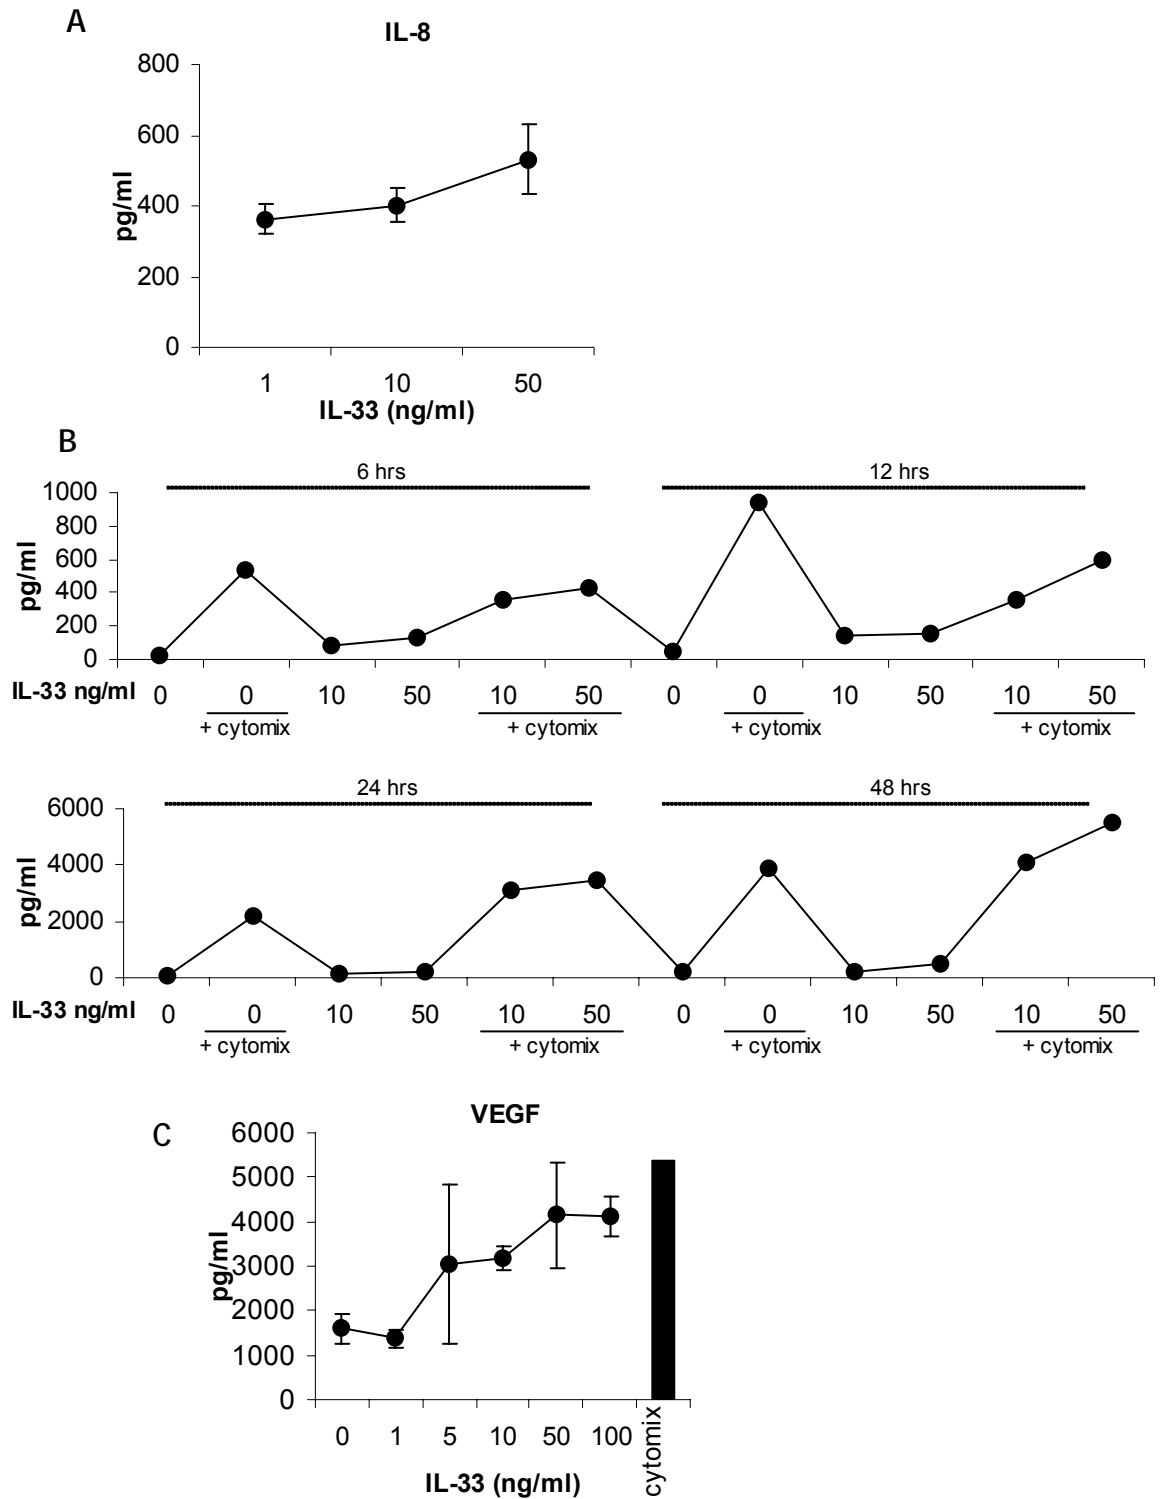 A
IL-8
800
600
400
200
0
pg/ml
1 10 50
IL-33 (ng/ml)
B
6 hrs 12 hrs
1000
800
600
400
200
0
pg/ml
IL-33 ng/ml 0 0 10 50 10 50 0 0 10 50 10 50
+ cytomix + cytomix + cytomix + cytomix
24 hrs 48 hrs
6000
4000
2000
0
pg/ml
IL-33 ng/ml 0 0 10 50 10 50 0 0 10 50 10 50
+ cytomix + cytomix + cytomix + cytomix
C
VEGF
6000
5000
4000
3000
2000
1000
0
pg/ml
0 1 5 10 50 100 cytomix
IL-33 (ng/ml)